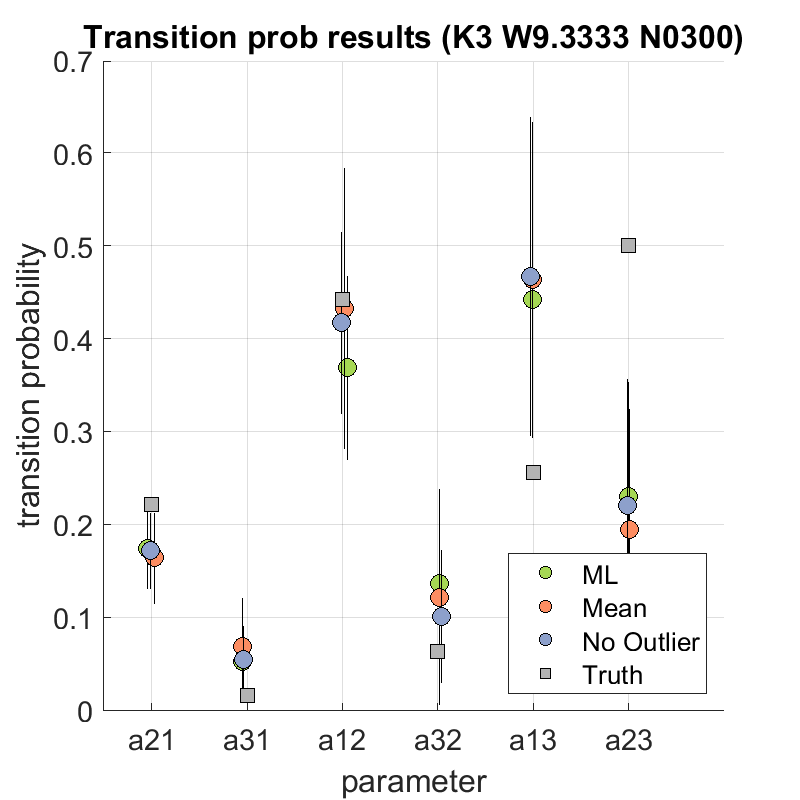 Transition prob results (K3 W9.3333 N0300)
0.7
0.6
0.5
0.4
0.3
0.2
0.1
0
transition probability
a21 a31 a12 a32 a13 a23
parameter
ML
Mean
No Outlier
Truth